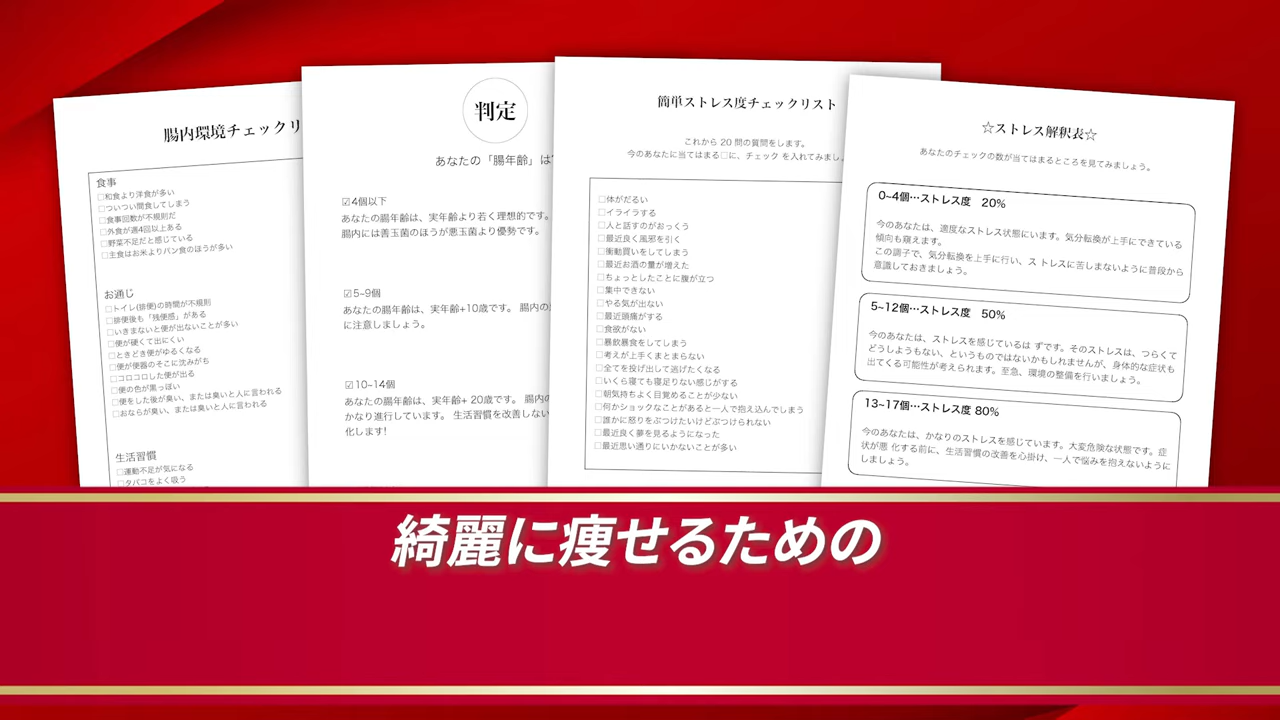 腸内環境チェックリ
食事
□和食より洋食が多い
□ついつい間食してしまう
□食事回数が不規則だ
□外食が週4回以上ある
□野菜不足だと感じている
□主食はお米よりパン食のほうが多い
お通じ
□トイレ(排便)の時間が不規則
□排便後も「残便感」がある
□いきまないと便が出ないことが多い
□便が硬くて出にくい
□ときどき便がゆるくなる
□便が便器のそこに沈みがち
□コロコロした便が出る
□便の色が黒っぽい
□便をした後が臭い、または臭いと人に言われる
□おならが臭い、または臭いと人に言われる
生活習慣
□運動不足が気になる
□タバコをよく吸う
判定
あなたの「腸年齢」は
☑4個以下
あなたの腸年齢は、実年齢より若く理想的です。
腸内には善玉菌のほうが悪玉菌より優勢です。
☑5~9個
あなたの腸年齢は、実年齢+10歳です。 腸内の
に注意しましょう。
☑10~14個
あなたの腸年齢は、実年齢+ 20歳です。 腸内の
かなり進行しています。 生活習慣を改善しない
化します!
簡単ストレス度チェックリスト
これから 20 問の質問をします。
今のあなたに当てはまる□に、チェック を入れてみまし
□体がだるい
□イライラする
□人と話すのがおっくう
□最近良く風邪を引く
□衝動買いをしてしまう
□最近お酒の量が増えた
□ちょっとしたことに腹が立つ
□集中できない
□やる気が出ない
□最近頭痛がする
□食欲がない
□暴飲暴食をしてしまう
□考えが上手くまとまらない
□全てを投げ出して逃げたくなる
□いくら寝ても寝足りない感じがする
□朝気持ちよく目覚めることが少ない
□何かショックなことがあると一人で抱え込んでしまう
□誰かに怒りをぶつけたいけどぶつけられない
□最近良く夢を見るようになった
□最近思い通りにいかないことが多い
☆ストレス解釈表☆
あなたのチェックの数が当てはまるところを見てみましょう。
0~4個…ストレス度 20%
今のあなたは、適度なストレス状態にいます。気分転換が上手にできている
傾向も窺えます。
この調子で、気分転換を上手に行い、ス トレスに苦しまないように普段から
意識しておきましょう。
5~12個…ストレス度 50%
今のあなたは、ストレスを感じているは ずです。そのストレスは、つらくて
どうしようもない、というものではないかもしれませんが、身体的な症状も
出てくる可能性が考えられます。至急、環境の整備を行いましょう。
13~17個…ストレス度 80%
今のあなたは、かなりのストレスを感じています。大変危険な状態です。症
状が悪 化する前に、生活習慣の改善を心掛け、一人で悩みを抱えないように
しましょう。
綺麗に痩せるための